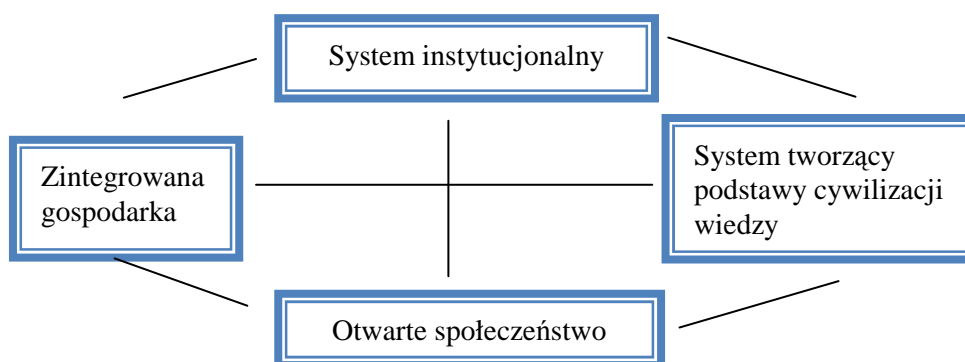 System instytucjonalny
Zintegrowana
gospodarka
System tworzący
podstawy cywilizacji
wiedzy
Otwarte społeczeństwo